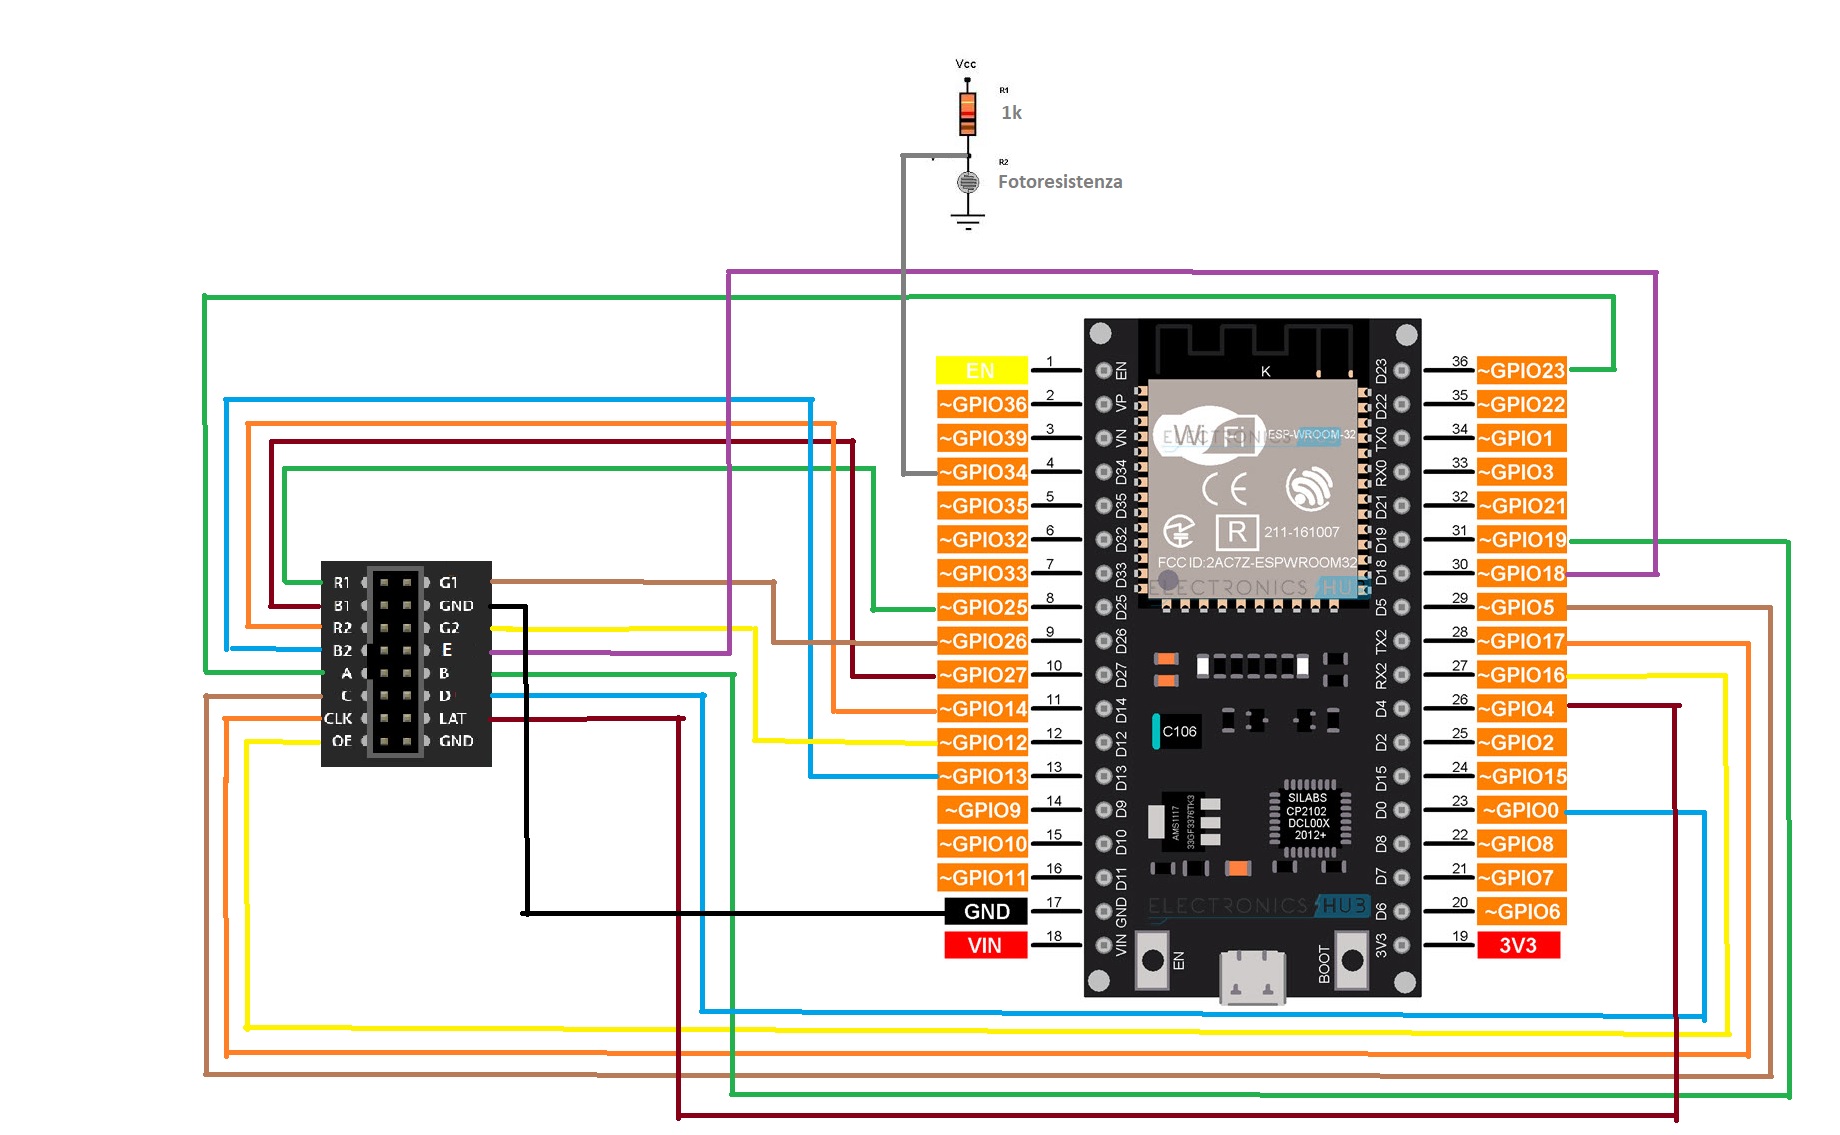 Vcc
R1
1k
R2
Fotoresistenza
EN 1 EN
~GPIO36 2 VP
~GPIO39 3 VN
~GPIO34 4 D34
~GPIO35 5 D35
~GPIO32 6 D32
~GPIO33 7 D33
~GPIO25 8 D25
~GPIO26 9 D26
~GPIO27 10 D27
~GPIO14 11 D14
~GPIO12 12 D12
~GPIO13 13 D13
~GPIO9 14 D9
~GPIO10 15 D10
~GPIO11 16 D11
GND 17 GND
VIN 18 VIN
K
Wi Fi
ELECTRONICS
ESP-WROOM-32
CE
R
211-161007
FCC ID:2AC7Z-ESPWROOM32
ELECTRONICS HUB
C106
AMS1117
33GF3376TK3
SILABS
CP2102
DCL00X
2012+
ELECTRONICS HUB
EN
BOOT
D23 36 ~GPIO23
D22 35 ~GPIO22
TX0 34 ~GPIO1
RX0 33 ~GPIO3
D21 32 ~GPIO21
D19 31 ~GPIO19
D18 30 ~GPIO18
D5 29 ~GPIO5
TX2 28 ~GPIO17
RX2 27 ~GPIO16
D4 26 ~GPIO4
D2 25 ~GPIO2
D15 24 ~GPIO15
D0 23 ~GPIO0
D8 22 ~GPIO8
D7 21 ~GPIO7
D6 20 ~GPIO6
3V3 19 3V3
R1 G1
B1 GND
R2 G2
B2 E
A B
C D
CLK LAT
OE GND